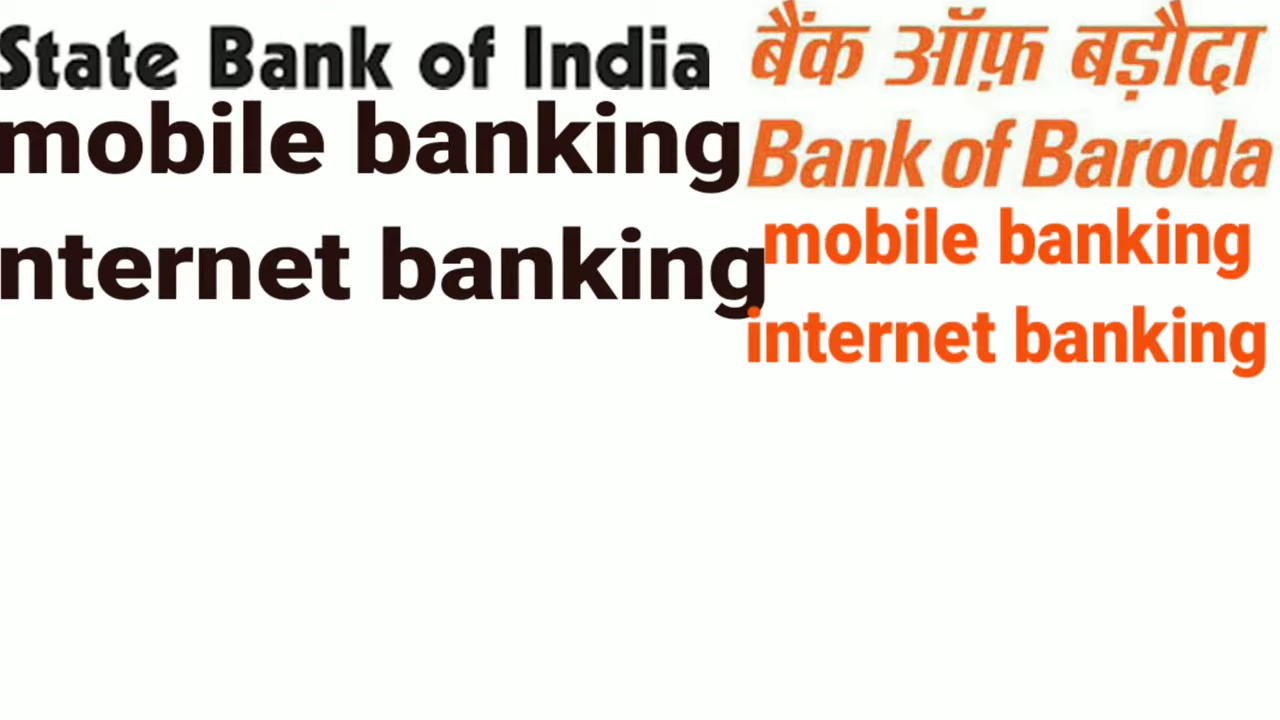 State Bank of India
mobile banking
nternet banking
बैंक ऑफ़ बड़ौदा
Bank of Baroda
mobile banking
internet banking